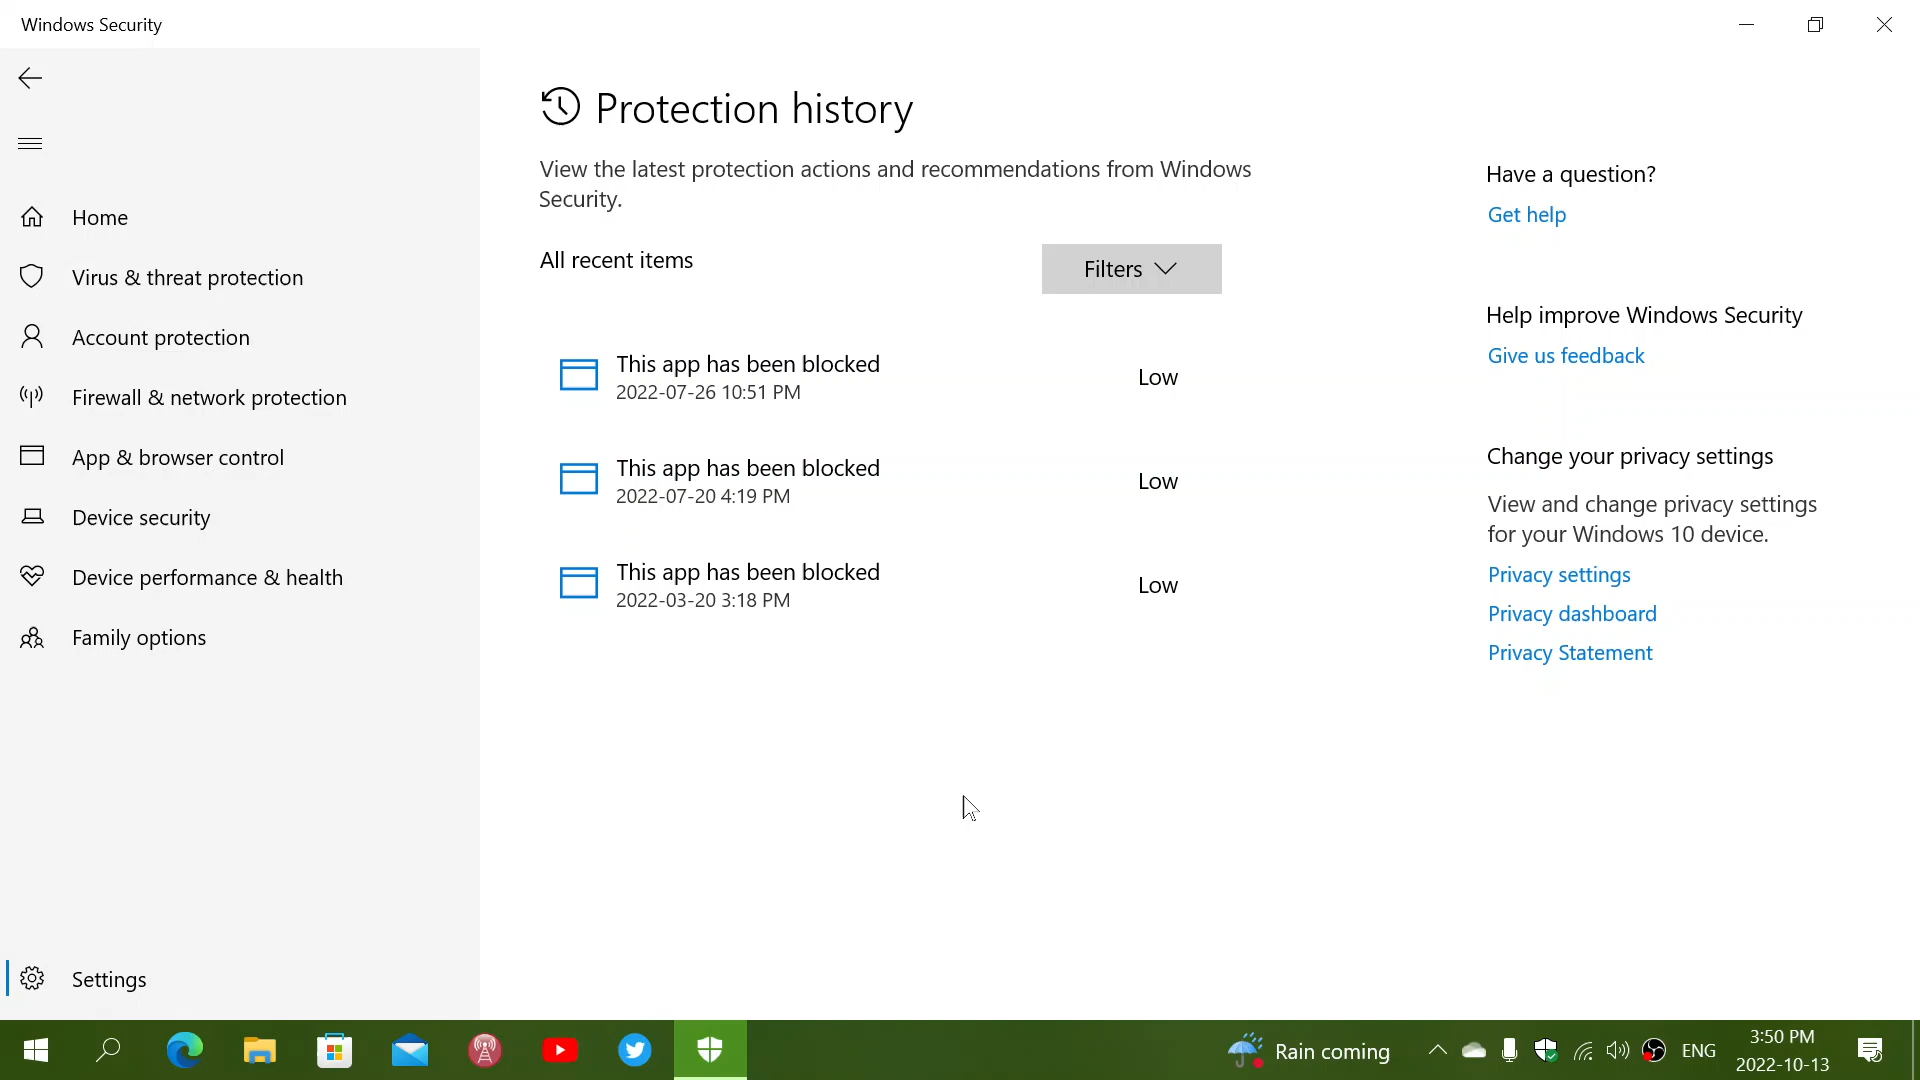 Windows Security
Home
Virus & threat protection
Account protection
Firewall & network protection
App & browser control
Device security
Device performance & health
Family options
Settings
Protection history
View the latest protection actions and recommendations from Windows
Security.
All recent items
Filters
This app has been blocked
2022-07-26 10:51 PM
Low
This app has been blocked
2022-07-20 4:19 PM
Low
This app has been blocked
2022-03-20 3:18 PM
Low
Have a question?
Get help
Help improve Windows Security
Give us feedback
Change your privacy settings
View and change privacy settings
for your Windows 10 device.
Privacy settings
Privacy dashboard
Privacy Statement
Rain coming
ENG
3:50 PM
2022-10-13